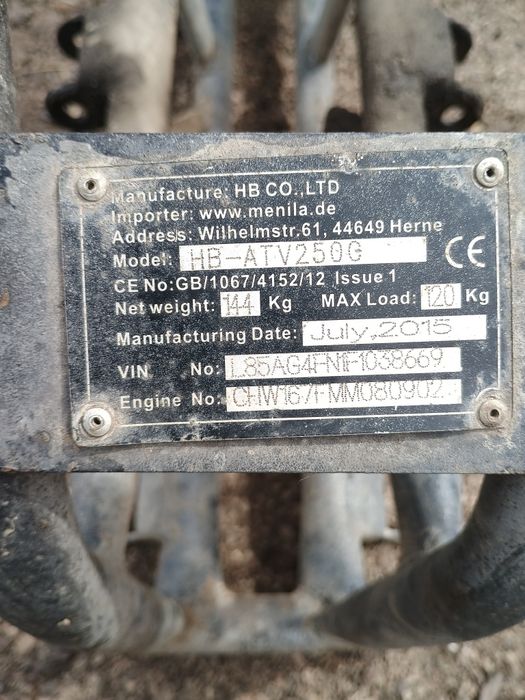 Manufacture: HB CO.,LTD
Importer: www.menila.de
Address: Wilhelmstr.61, 44649 Herne
Model: HB-ATV250G CE
CE No:GB/1067/4152/12 Issue 1
Net weight: 144 Kg MAX Load: 120 Kg
Manufacturing Date: July,2015
VIN No: L85AG4FN1F1038669
Engine No: CHW167FMM080902